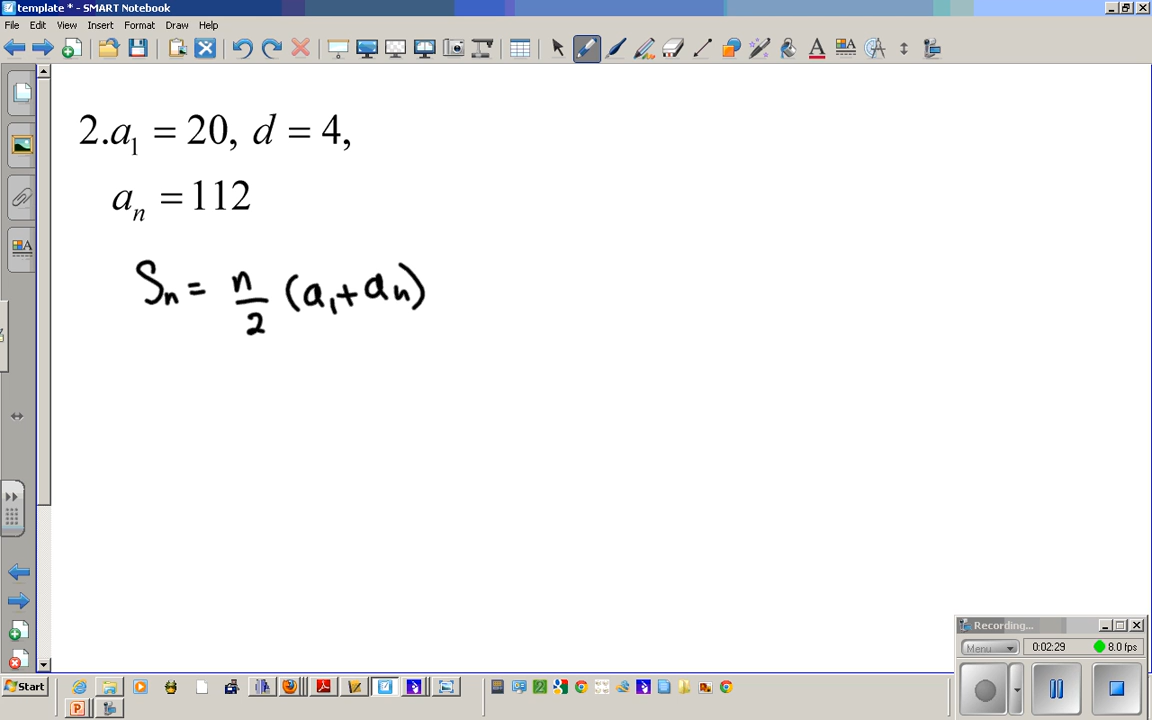 template * - SMART Notebook
File Edit View Insert Format Draw Help
2. a₁ = 20, d = 4,
aₙ = 112
Sₙ = n/2 (a₁+aₙ)
Recording...
Menu 0:02:29 8.0 fps
Start